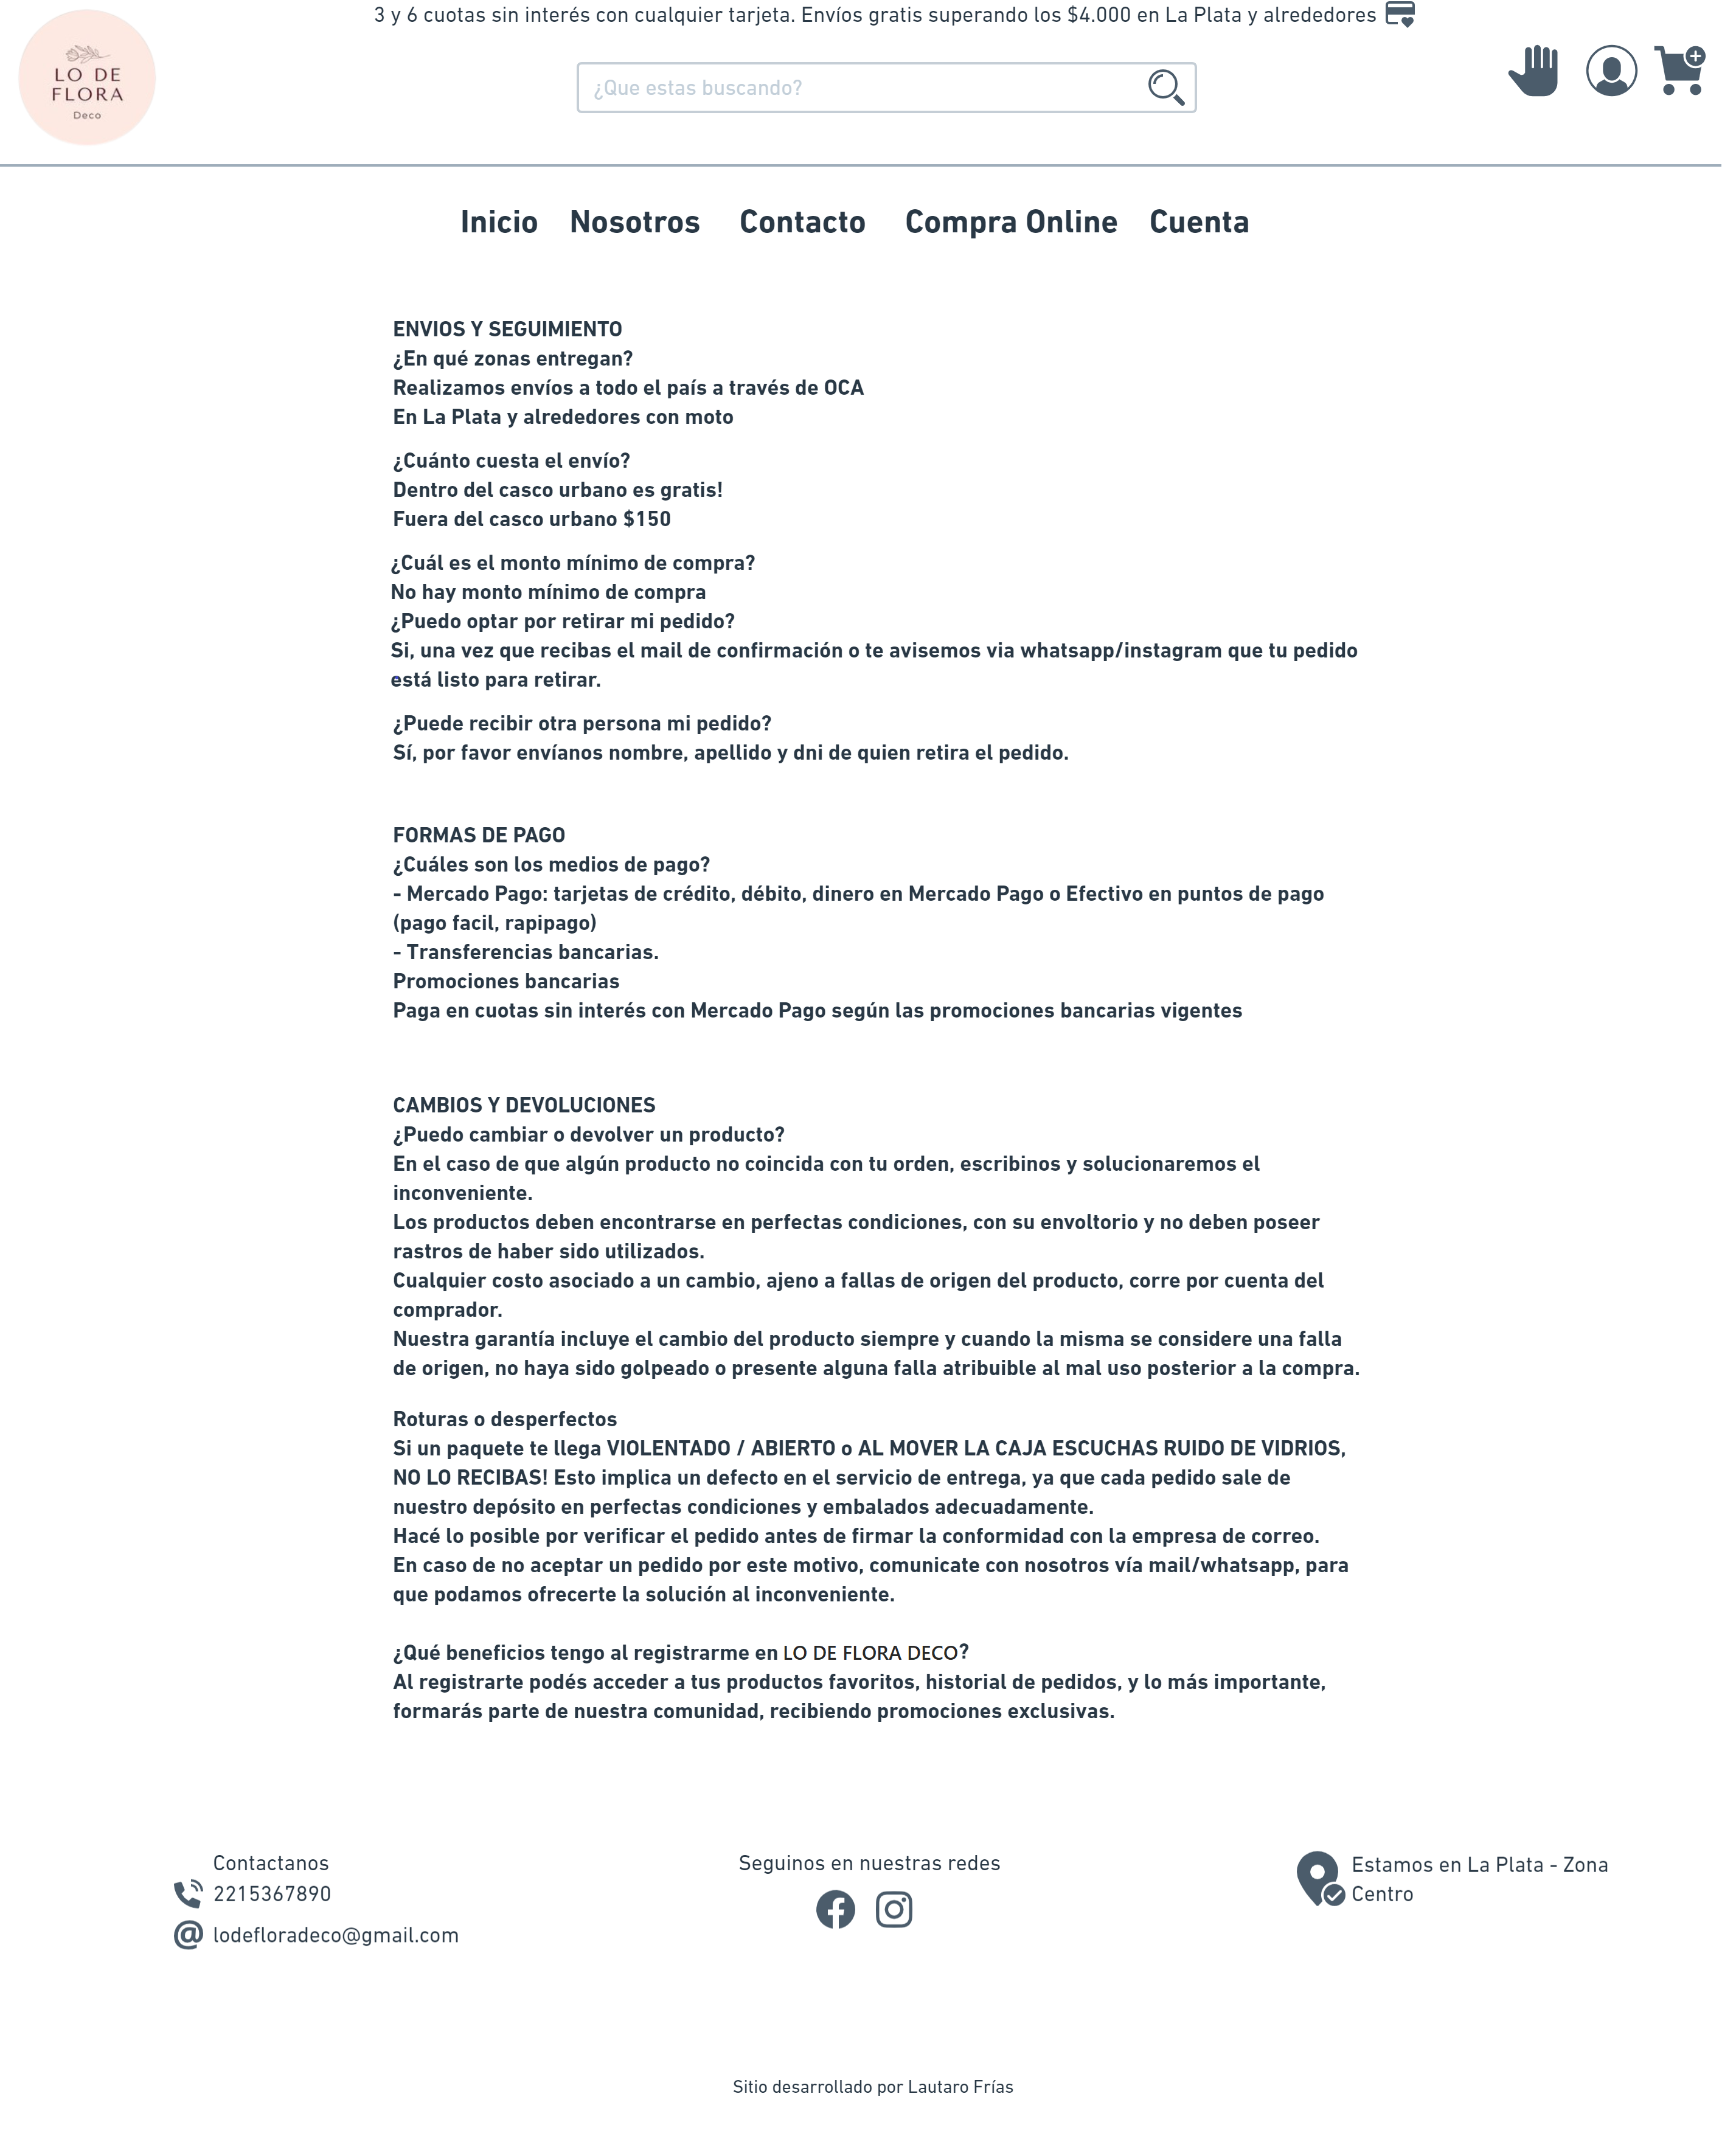 3 y 6 cuotas sin interés con cualquier tarjeta. Envíos gratis superando los $4.000 en La Plata y alrededores
LO DE
FLORA
Deco
¿Que estas buscando?
Inicio Nosotros Contacto Compra Online Cuenta
ENVIOS Y SEGUIMIENTO
¿En qué zonas entregan?
Realizamos envíos a todo el país a través de OCA
En La Plata y alrededores con moto
¿Cuánto cuesta el envío?
Dentro del casco urbano es gratis!
Fuera del casco urbano $150
¿Cuál es el monto mínimo de compra?
No hay monto mínimo de compra
¿Puedo optar por retirar mi pedido?
Si, una vez que recibas el mail de confirmación o te avisemos via whatsapp/instagram que tu pedido
está listo para retirar.
¿Puede recibir otra persona mi pedido?
Sí, por favor envíanos nombre, apellido y dni de quien retira el pedido.
FORMAS DE PAGO
¿Cuáles son los medios de pago?
- Mercado Pago: tarjetas de crédito, débito, dinero en Mercado Pago o Efectivo en puntos de pago
(pago facil, rapipago)
- Transferencias bancarias.
Promociones bancarias
Paga en cuotas sin interés con Mercado Pago según las promociones bancarias vigentes
CAMBIOS Y DEVOLUCIONES
¿Puedo cambiar o devolver un producto?
En el caso de que algún producto no coincida con tu orden, escribinos y solucionaremos el
inconveniente.
Los productos deben encontrarse en perfectas condiciones, con su envoltorio y no deben poseer
rastros de haber sido utilizados.
Cualquier costo asociado a un cambio, ajeno a fallas de origen del producto, corre por cuenta del
comprador.
Nuestra garantía incluye el cambio del producto siempre y cuando la misma se considere una falla
de origen, no haya sido golpeado o presente alguna falla atribuible al mal uso posterior a la compra.
Roturas o desperfectos
Si un paquete te llega VIOLENTADO / ABIERTO o AL MOVER LA CAJA ESCUCHAS RUIDO DE VIDRIOS,
NO LO RECIBAS! Esto implica un defecto en el servicio de entrega, ya que cada pedido sale de
nuestro depósito en perfectas condiciones y embalados adecuadamente.
Hacé lo posible por verificar el pedido antes de firmar la conformidad con la empresa de correo.
En caso de no aceptar un pedido por este motivo, comunicate con nosotros vía mail/whatsapp, para
que podamos ofrecerte la solución al inconveniente.
¿Qué beneficios tengo al registrarme en LO DE FLORA DECO?
Al registrarte podés acceder a tus productos favoritos, historial de pedidos, y lo más importante,
formarás parte de nuestra comunidad, recibiendo promociones exclusivas.
Contactanos
2215367890
lodefloradeco@gmail.com
Seguinos en nuestras redes
Estamos en La Plata - Zona
Centro
Sitio desarrollado por Lautaro Frías